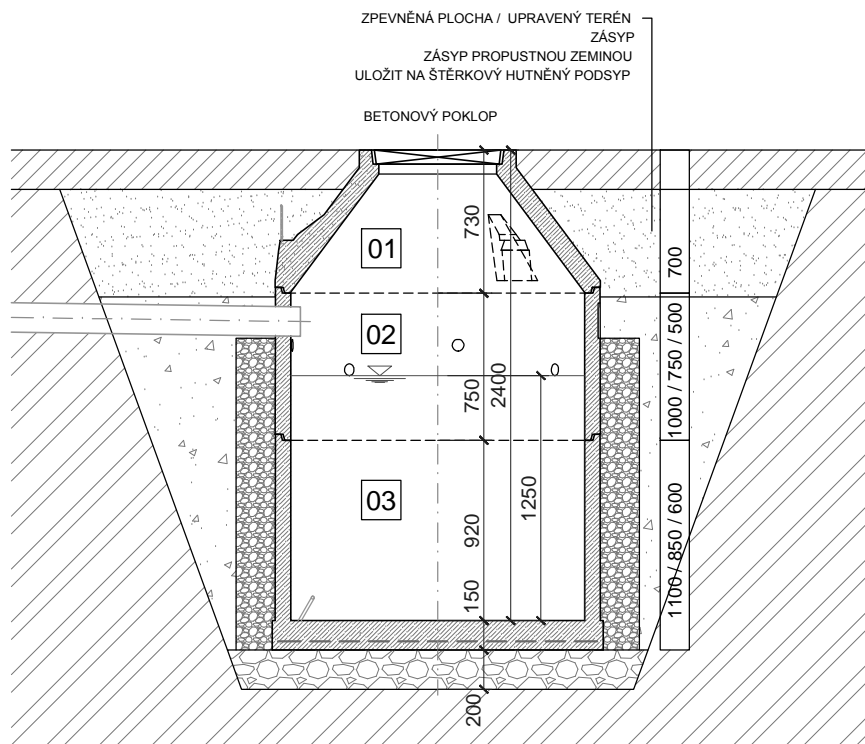 ZPEVNĚNÁ PLOCHA / UPRAVENÝ TERÉN
ZÁSYP
ZÁSYP PROPUSTNOU ZEMINOU
ULOŽIT NA ŠTĚRKOVÝ HUTNĚNÝ PODSYP
BETONOVÝ POKLOP
01
730
700
02
750
2400
1000 / 750 / 500
03
920
1250
150
1100 / 850 / 600
200